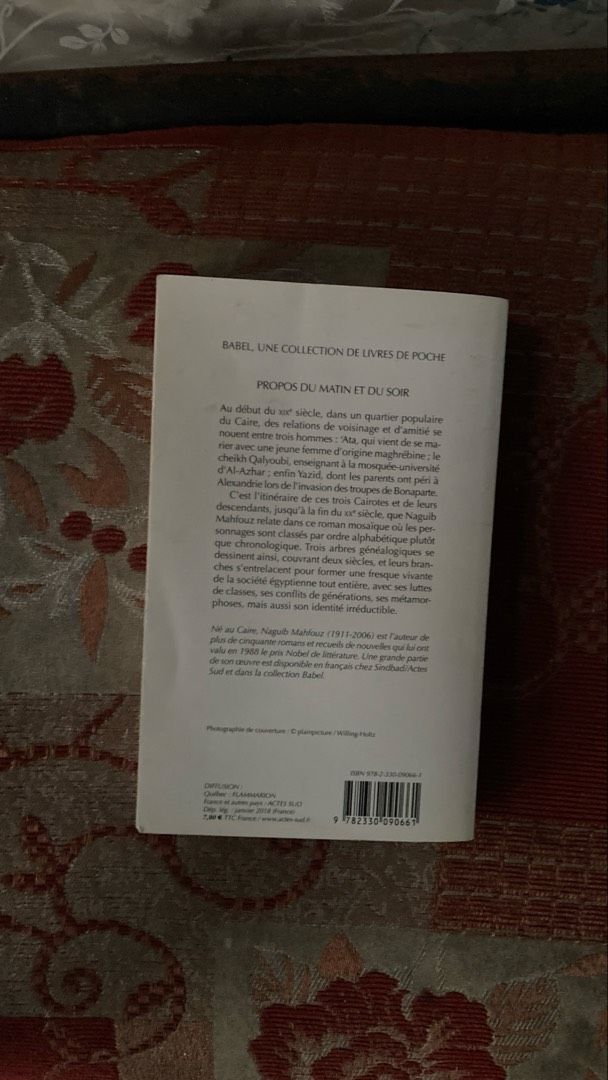 BABEL, UNE COLLECTION DE LIVRES DE POCHE
PROPOS DU MATIN ET DU SOIR
Au début du XIXe siècle, dans un quartier populaire
du Caire, des relations de voisinage et d'amitié se
nouent entre trois hommes : ‘Ata, qui vient de se ma-
rier avec une jeune femme d'origine maghrébine ; le
cheikh Qalyoubi, enseignant à la mosquée-université
d'Al-Azhar ; enfin Yazid, dont les parents ont péri à
Alexandrie lors de l'invasion des troupes de Bonaparte.
C'est l'itinéraire de ces trois Cairotes et de leurs
descendants, jusqu'à la fin du XXe siècle, que Naguib
Mahfouz relate dans ce roman mosaïque où les per-
sonnages sont classés par ordre alphabétique plutôt
que chronologique. Trois arbres généalogiques se
dessinent ainsi, couvrant deux siècles, et leurs bran-
ches s'entrelacent pour former une fresque vivante
de la société égyptienne tout entière, avec ses luttes
de classes, ses conflits de générations, ses métamor-
phoses, mais aussi son identité irréductible.
Né au Caire, Naguib Mahfouz (1911-2006) est l'auteur de
plus de cinquante romans et recueils de nouvelles qui lui ont
valu en 1988 le prix Nobel de littérature. Une grande partie
de son œuvre est disponible en français chez Sindbad/Actes
Sud et dans la collection Babel.
Photographie de couverture : © plainpicture / Willing-Holtz
ISBN 978-2-330-09066-1
DIFFUSION :
Québec : FLAMMARION
France et autres pays : ACTES SUD
Dép. lég. : janvier 2018 (France)
7,80 € TTC France / www.actes-sud.fr
9 782330 090661